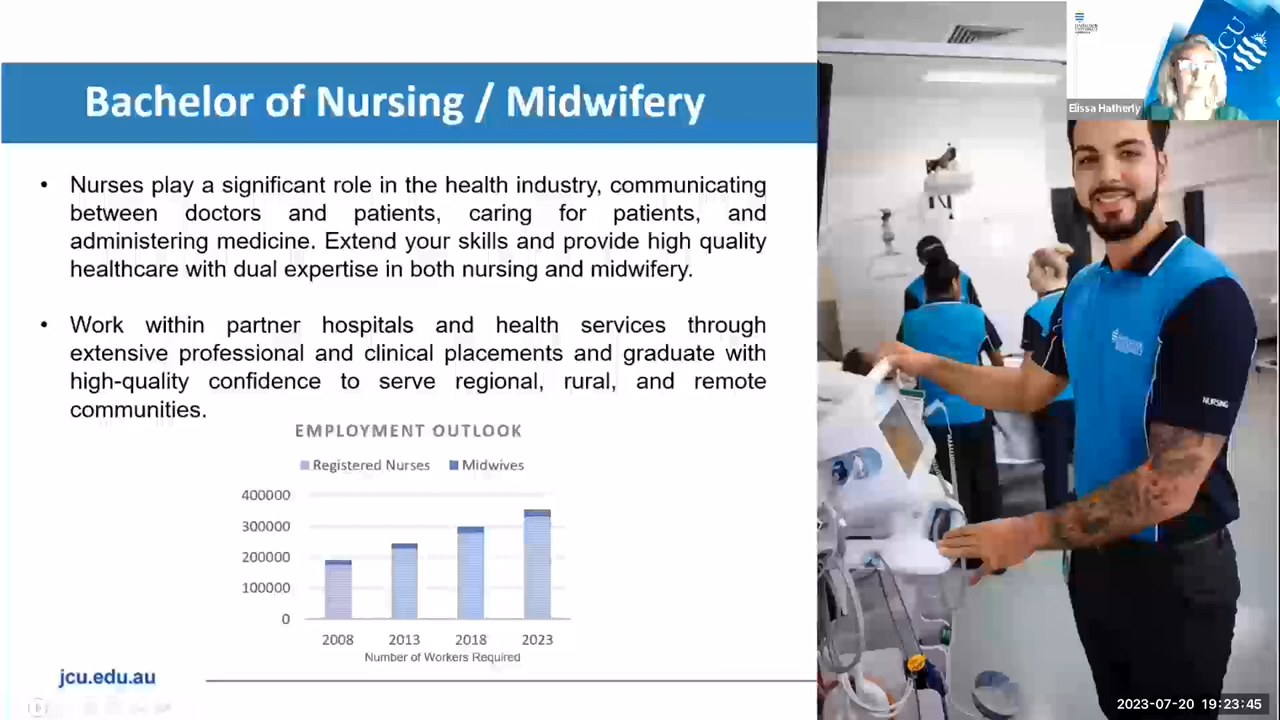 Bachelor of Nursing / Midwifery
• Nurses play a significant role in the health industry, communicating
between doctors and patients, caring for patients, and
administering medicine. Extend your skills and provide high quality
healthcare with dual expertise in both nursing and midwifery.
• Work within partner hospitals and health services through
extensive professional and clinical placements and graduate with
high-quality confidence to serve regional, rural, and remote
communities.
EMPLOYMENT OUTLOOK
Registered Nurses Midwives
400000
300000
200000
100000
0
2008 2013 2018 2023
Number of Workers Required
jcu.edu.au
JCU
Elissa Hatherly
NURSING
2023-07-20 19:23:45